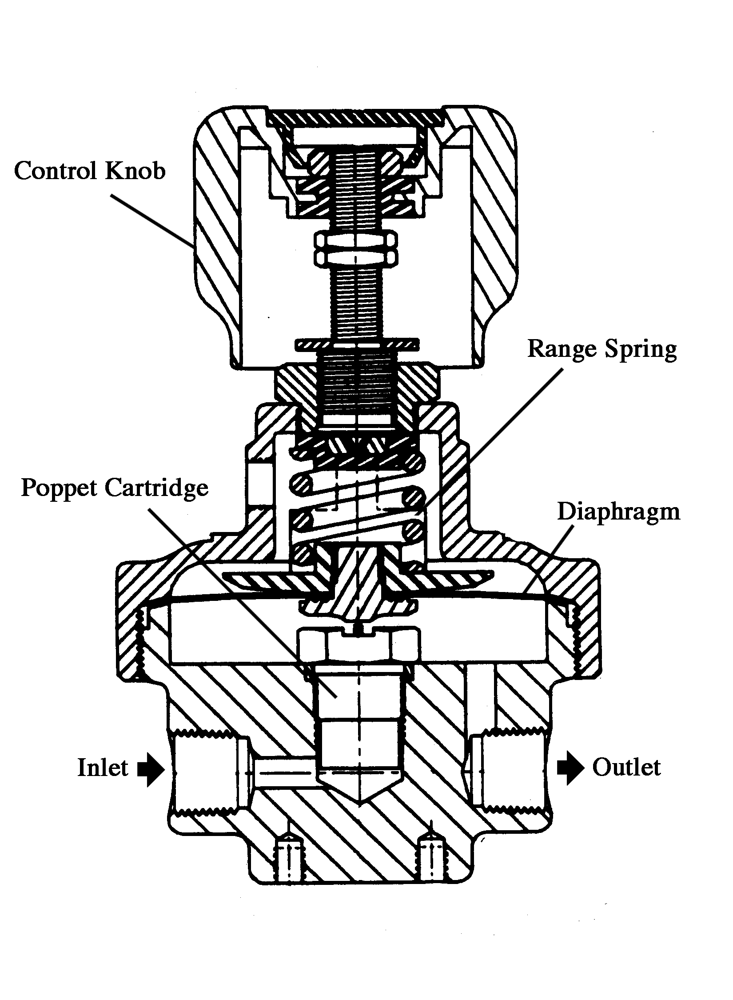 Control Knob
Range Spring
Poppet Cartridge
Diaphragm
Inlet
Outlet